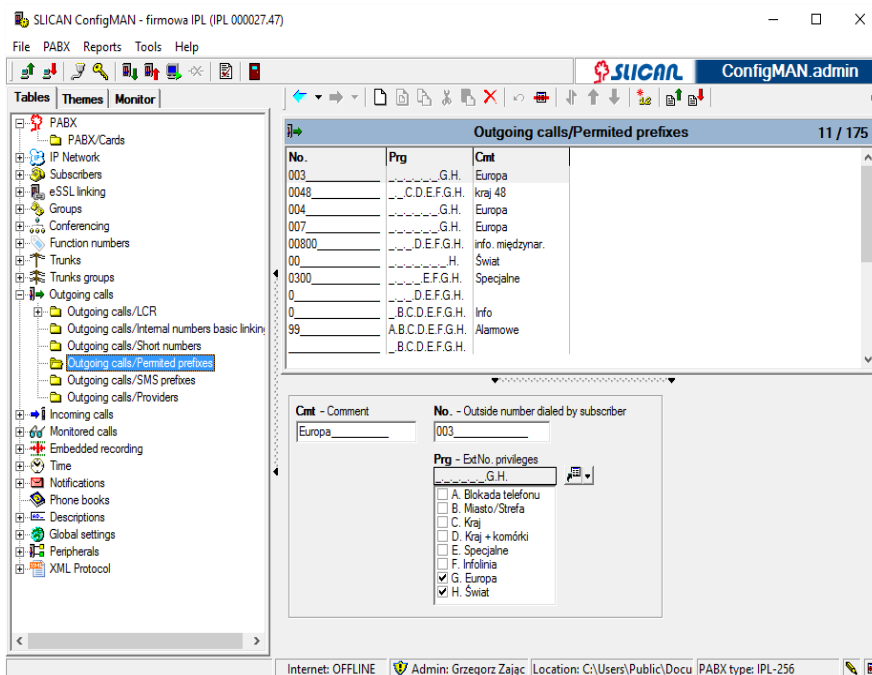 SLICAN ConfigMAN - firmowa IPL (IPL 000027.47)
File PABX Reports Tools Help
SLICAN ConfigMAN.admin
Tables Themes Monitor
PABX
PABX/Cards
IP Network
Subscribers
eSSL linking
Groups
Conferencing
Function numbers
Trunks
Trunks groups
Outgoing calls
Outgoing calls/LCR
Outgoing calls/Internal numbers basic linkin
Outgoing calls/Short numbers
Outgoing calls/Permited prefixes
Outgoing calls/SMS prefixes
Outgoing calls/Providers
Incoming calls
Monitored calls
Embedded recording
Time
Notifications
Phone books
Descriptions
Global settings
Peripherals
XML Protocol
Outgoing calls/Permited prefixes 11 / 175
No. Prg Cmt
003 _._._._._._.G.H. Europa
0048 _._.C.D.E.F.G.H. kraj 48
004 _._._._._._.G.H. Europa
007 _._._._._._.G.H. Europa
00800 _._._.D.E.F.G.H. info. międzynar.
00 _._._._._._._.H. Świat
0300 _._._._.E.F.G.H. Specjalne
0 _._._.D.E.F.G.H.
0 _.B.C.D.E.F.G.H. Info
99 A.B.C.D.E.F.G.H. Alarmowe
_.B.C.D.E.F.G.H.
Cmt - Comment
Europa
No. - Outside number dialed by subscriber
003
Prg - ExtNo. privileges
_._._._._._.G.H.
A. Blokada telefonu
B. Miasto/Strefa
C. Kraj
D. Kraj + komórki
E. Specjalne
F. Infolinia
G. Europa
H. Świat
Internet: OFFLINE Admin: Grzegorz Zając Location: C:\Users\Public\Docu PABX type: IPL-256